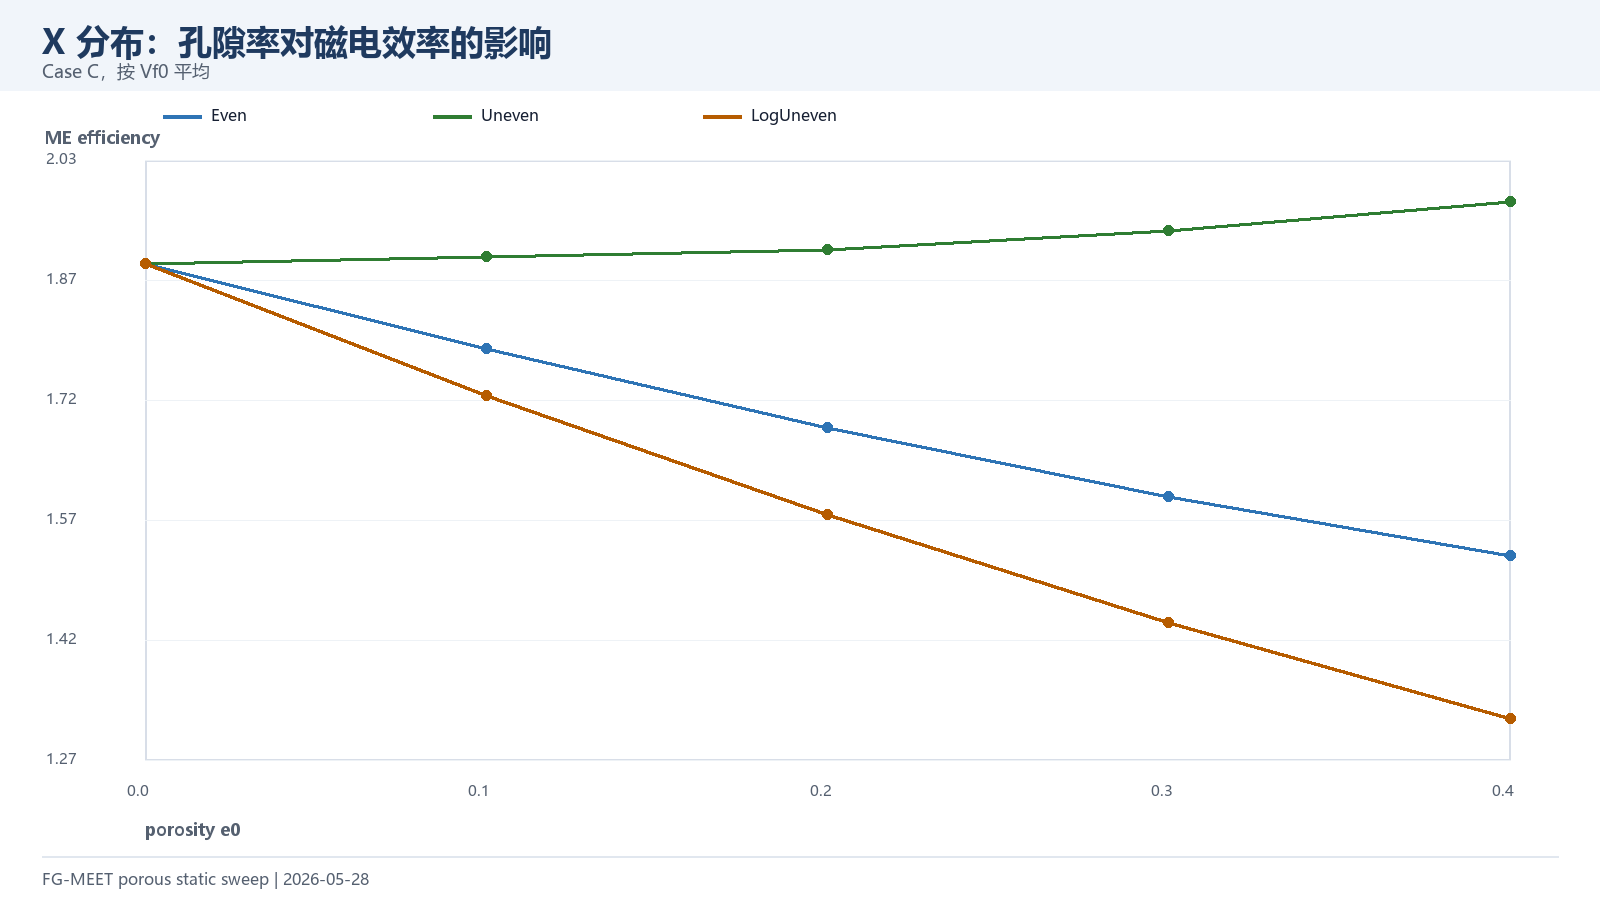 X 分布：孔隙率对磁电效率的影响
Case C，按 Vf0 平均
Even Uneven LogUneven
ME efficiency
2.03
1.87
1.72
1.57
1.42
1.27
0.0 0.1 0.2 0.3 0.4
porosity e0
FG-MEET porous static sweep | 2026-05-28